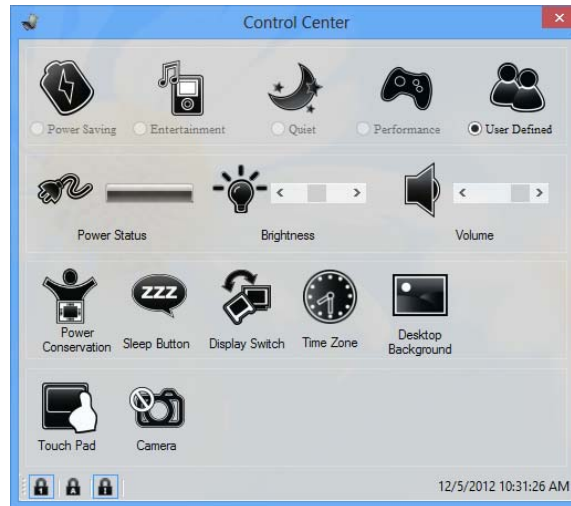 Control Center
Power Saving
Entertainment
Quiet
Performance
User Defined
Power Status
Brightness
Volume
zzz
Power
Conservation
Sleep Button
Display Switch
Time Zone
Desktop
Background
Touch Pad
Camera
12/5/2012 10:31:26 AM